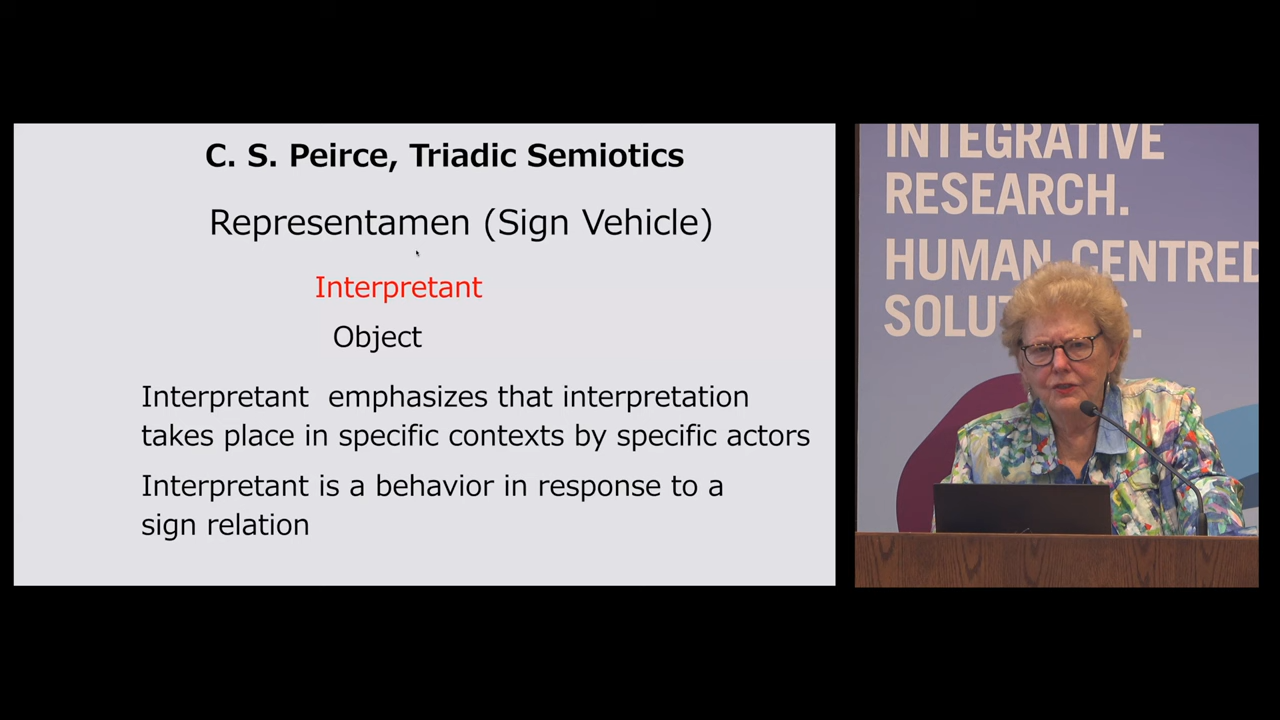 C. S. Peirce, Triadic Semiotics
Representamen (Sign Vehicle)
Interpretant
Object
Interpretant emphasizes that interpretation
takes place in specific contexts by specific actors
Interpretant is a behavior in response to a
sign relation
INTEGRATIVE
RESEARCH.
HUMAN CENTRED